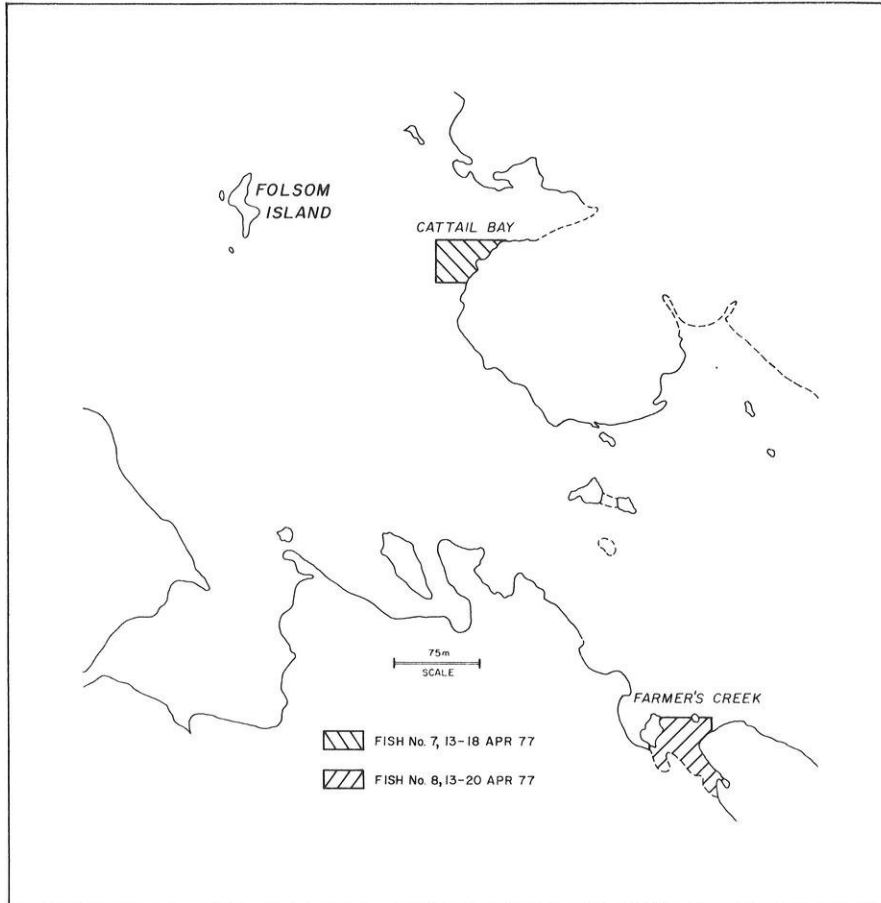 FOLSOM
ISLAND
CATTAIL BAY
75m
SCALE
FARMER'S CREEK
FISH No. 7, 13-18 APR 77
FISH No. 8, 13-20 APR 77